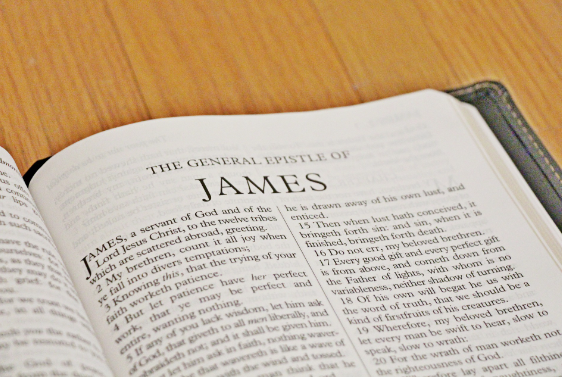 THE GENERAL EPISTLE OF
JAMES
JAMES, a servant of God and of the
Lord Jesus Christ, to the twelve tribes
which are scattered abroad, greeting.
2 My brethren, count it all joy when
ye fall into divers temptations;
3 Knowing this, that the trying of your
faith worketh patience.
4 But let patience have her perfect
work, that ye may be perfect and
entire, wanting nothing.
5 If any of you lack wisdom, let him ask
of God, that giveth to all men liberally, and
upbraideth not; and it shall be given him.
let him ask in faith, nothing
wavereth is like a wave of
with the wind and tossed.
man think that he
he is drawn away of his own lust, and
enticed.
15 Then when lust hath conceived, it
bringeth forth sin: and sin, when it is
finished, bringeth forth death.
16 Do not err, my beloved brethren.
17 Every good gift and every perfect gift
is from above, and cometh down from
the Father of lights, with whom is no
variableness, neither shadow of turning.
18 Of his own will begat he us with
the word of truth, that we should be a
kind of firstfruits of his creatures.
19 Wherefore, my beloved brethren,
let every man be swift to hear, slow to
speak, slow to wrath:
20 For the wrath of man worketh not
the righteousness of God.
lay apart all